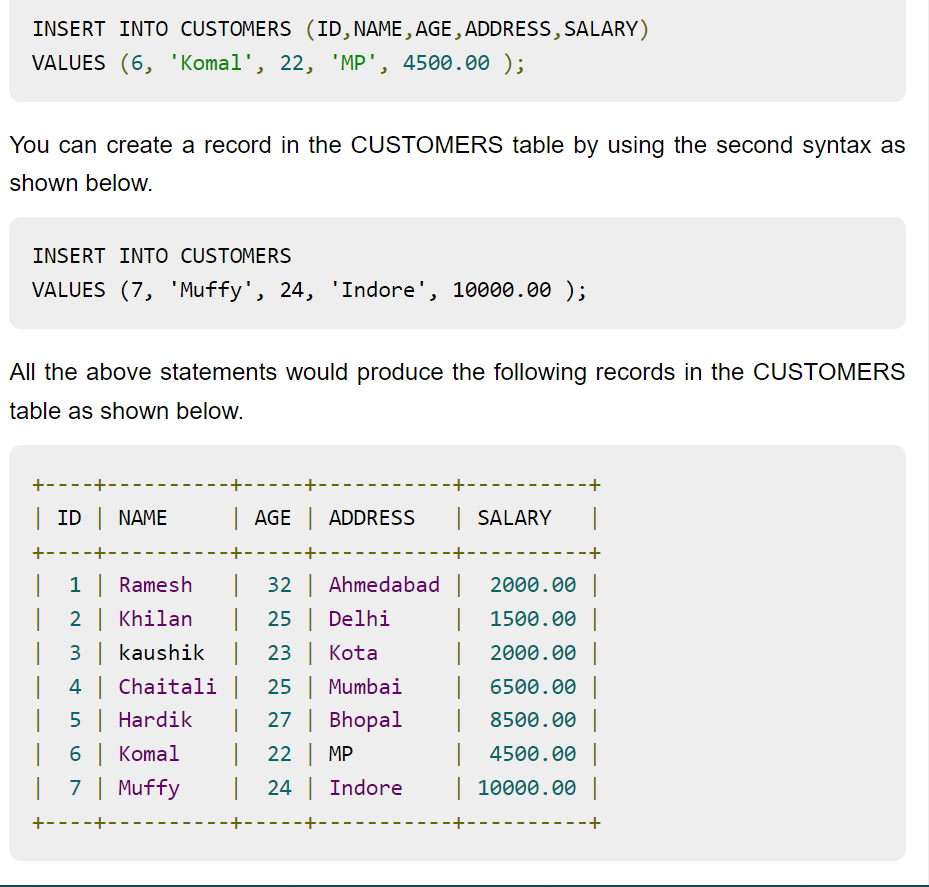 INSERT INTO CUSTOMERS (ID,NAME,AGE,ADDRESS,SALARY)
VALUES (6, 'Komal', 22, 'MP', 4500.00 );
You can create a record in the CUSTOMERS table by using the second syntax as
shown below.
INSERT INTO CUSTOMERS
VALUES (7, 'Muffy', 24, 'Indore', 10000.00 );
All the above statements would produce the following records in the CUSTOMERS
table as shown below.
+----+----------+-----+-----------+----------+
| ID | NAME     | AGE | ADDRESS   | SALARY   |
+----+----------+-----+-----------+----------+
|  1 | Ramesh   |  32 | Ahmedabad |  2000.00 |
|  2 | Khilan   |  25 | Delhi     |  1500.00 |
|  3 | kaushik  |  23 | Kota      |  2000.00 |
|  4 | Chaitali |  25 | Mumbai    |  6500.00 |
|  5 | Hardik   |  27 | Bhopal    |  8500.00 |
|  6 | Komal    |  22 | MP        |  4500.00 |
|  7 | Muffy    |  24 | Indore    | 10000.00 |
+----+----------+-----+-----------+----------+